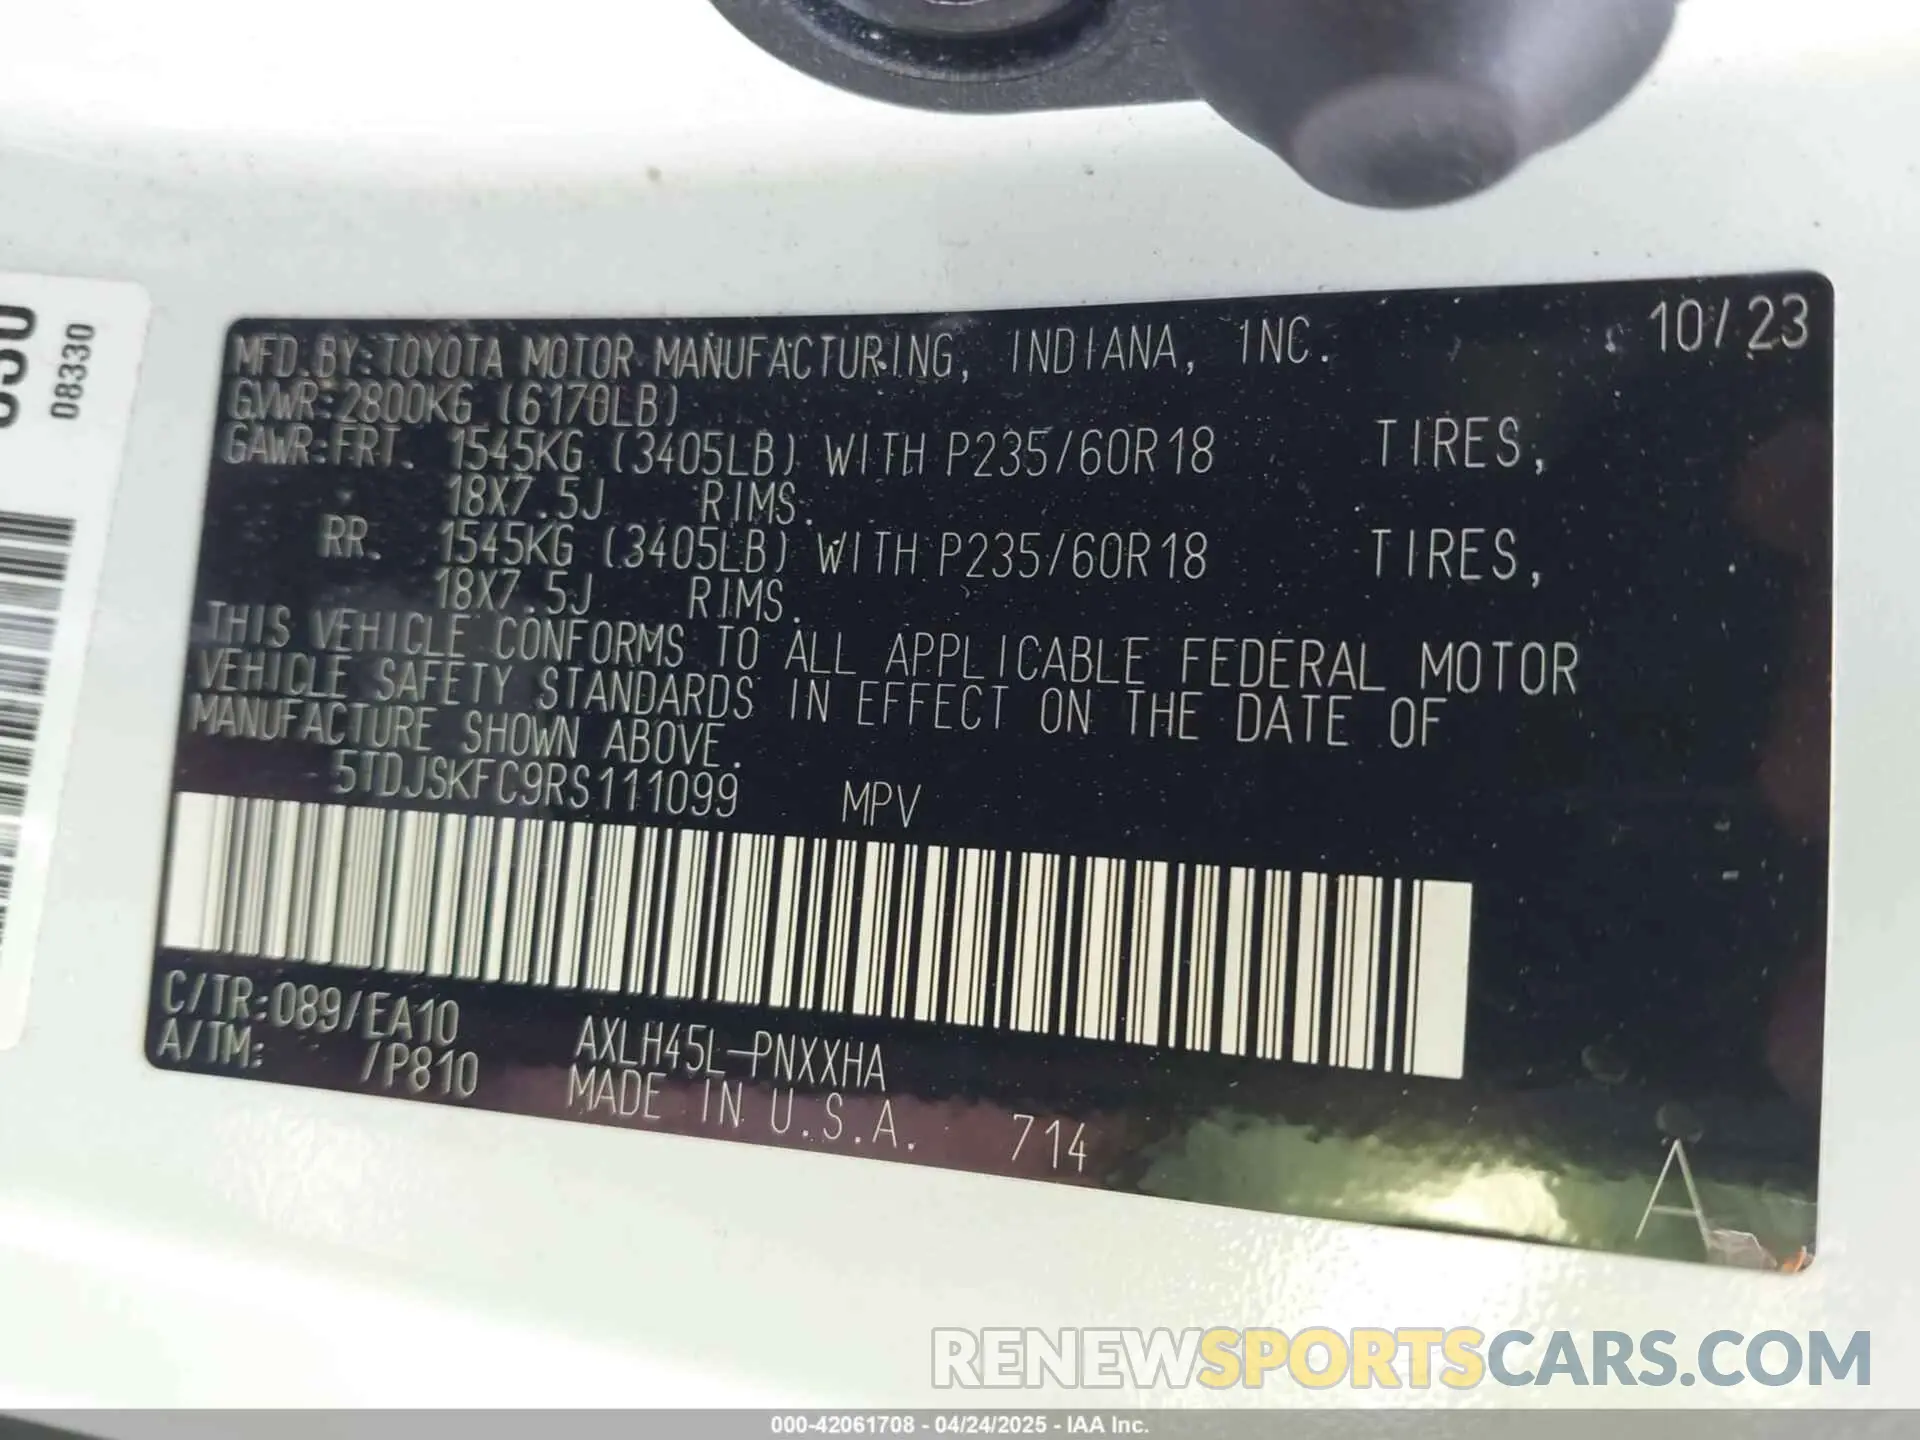 08330
MFD.BY:TOYOTA MOTOR MANUFACTURING, INDIANA, INC. 10/23
GVWR:2800KG (6170LB)
GAWR:FRT. 1545KG (3405LB) WITH P235/60R18 TIRES,
18X7.5J RIMS.
RR. 1545KG (3405LB) WITH P235/60R18 TIRES,
18X7.5J RIMS.
THIS VEHICLE CONFORMS TO ALL APPLICABLE FEDERAL MOTOR
VEHICLE SAFETY STANDARDS IN EFFECT ON THE DATE OF
MANUFACTURE SHOWN ABOVE.
5TDJSKFC9RS111099 MPV
C/TR:089/EA10 AXLH45L-PNXXHA
A/TM: /P810 MADE IN U.S.A. 714
A
RENEWSPORTSCARS.COM
000-42061708 - 04/24/2025 - IAA Inc.